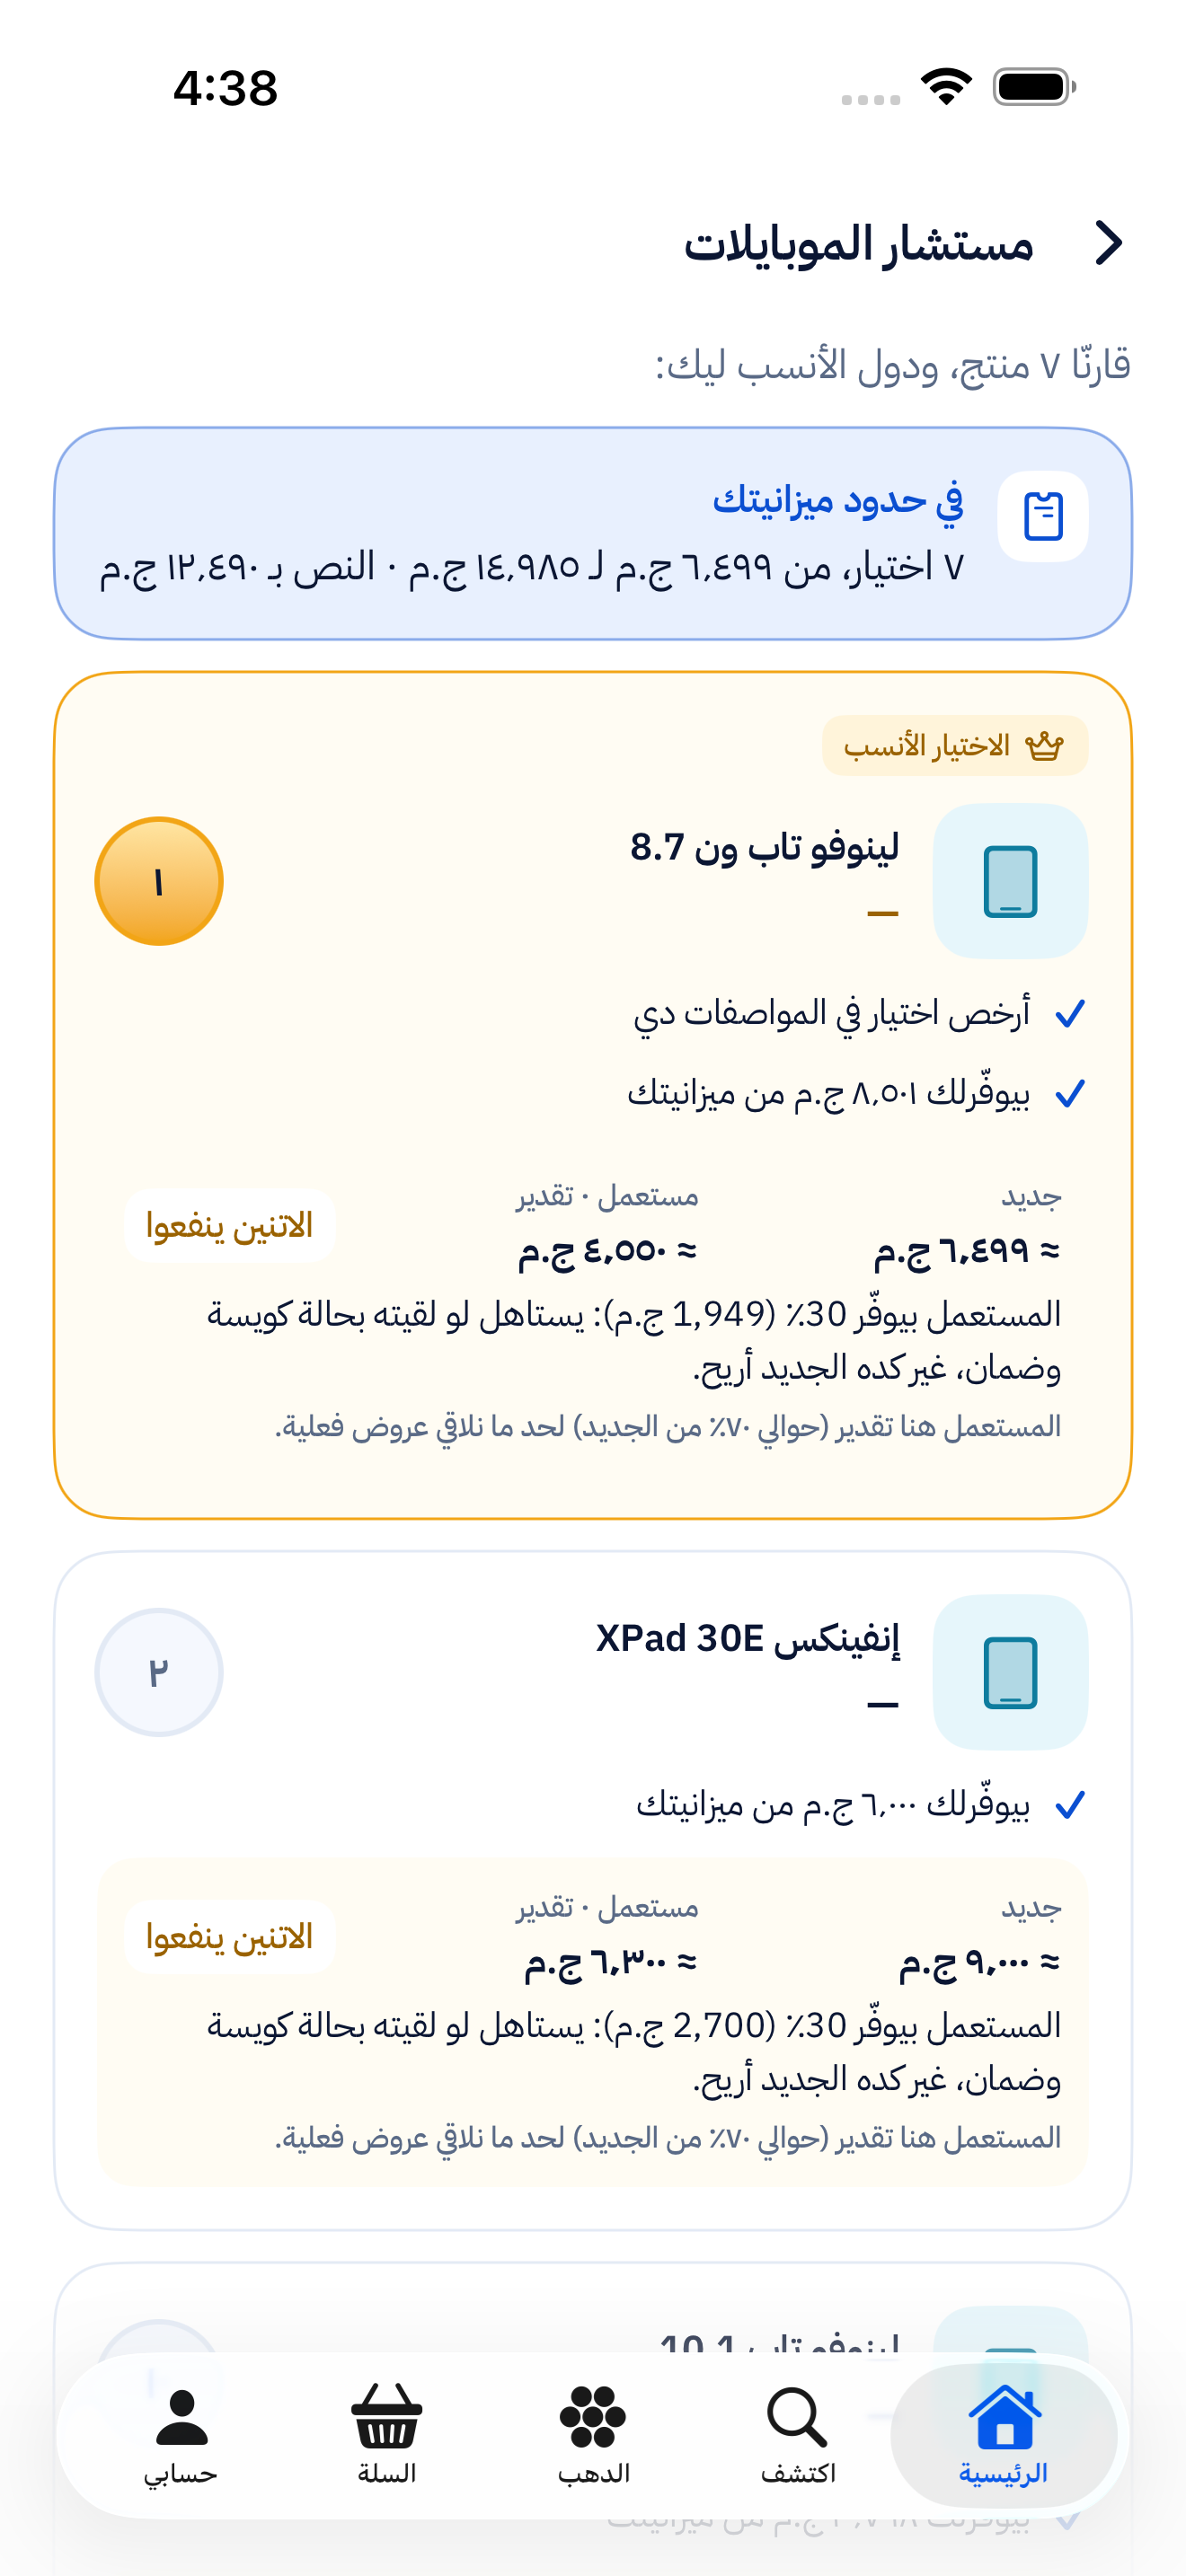 4:38
مستشار الموبايلات
قارنّا ٧ منتج، ودول الأنسب ليك:
في حدود ميزانيتك
٧ اختيار، من ٦,٤٩٩ ج.م لـ ١٤,٩٨٥ ج.م · النص بـ ١٢,٤٩٠ ج.م
الاختيار الأنسب
لينوفو تاب ون 8.7
١
—
أرخص اختيار في المواصفات دي
بيوفّرلك ٨,٥٠١ ج.م من ميزانيتك
جديد
≈ ٦,٤٩٩ ج.م
مستعمل · تقدير
≈ ٤,٥٥٠ ج.م
الاتنين ينفعوا
المستعمل بيوفّر 30٪ (1,949 ج.م): يستاهل لو لقيته بحالة كويسة
وضمان، غير كده الجديد أريح.
المستعمل هنا تقدير (حوالي ٧٠٪ من الجديد) لحد ما نلاقي عروض فعلية.
إنفينكس XPad 30E
٢
—
بيوفّرلك ٦,٠٠٠ ج.م من ميزانيتك
جديد
≈ ٩,٠٠٠ ج.م
مستعمل · تقدير
≈ ٦,٣٠٠ ج.م
الاتنين ينفعوا
المستعمل بيوفّر 30٪ (2,700 ج.م): يستاهل لو لقيته بحالة كويسة
وضمان، غير كده الجديد أريح.
المستعمل هنا تقدير (حوالي ٧٠٪ من الجديد) لحد ما نلاقي عروض فعلية.
لينوفو تاب 10.1
الرئيسية
اكتشف
الدهب
السلة
حسابي